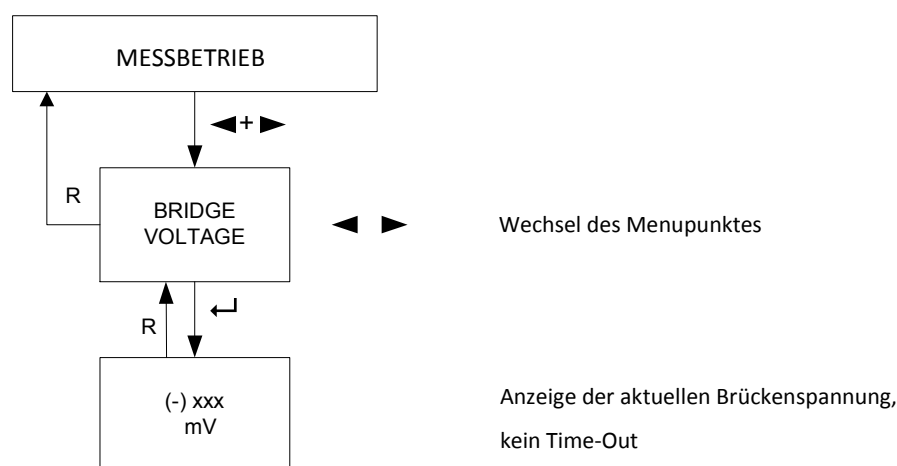 MESSBETRIEB
◄+►
R
BRIDGE
VOLTAGE
◄ ►
Wechsel des Menupunktes
R
↵
(-) xxx
mV
Anzeige der aktuellen Brückenspannung,
kein Time-Out